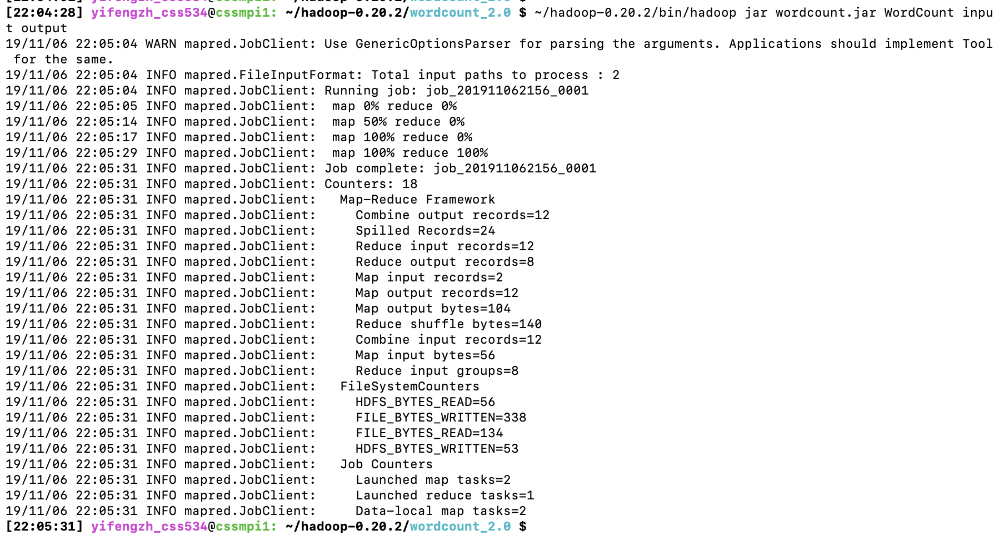 [22:04:28] yifengzh_css534@cssmpi1: ~/hadoop-0.20.2/wordcount_2.0 $ ~/hadoop-0.20.2/bin/hadoop jar wordcount.jar WordCount inpu
t output
19/11/06 22:05:04 WARN mapred.JobClient: Use GenericOptionsParser for parsing the arguments. Applications should implement Tool
 for the same.
19/11/06 22:05:04 INFO mapred.FileInputFormat: Total input paths to process : 2
19/11/06 22:05:04 INFO mapred.JobClient: Running job: job_201911062156_0001
19/11/06 22:05:05 INFO mapred.JobClient:  map 0% reduce 0%
19/11/06 22:05:14 INFO mapred.JobClient:  map 50% reduce 0%
19/11/06 22:05:17 INFO mapred.JobClient:  map 100% reduce 0%
19/11/06 22:05:29 INFO mapred.JobClient:  map 100% reduce 100%
19/11/06 22:05:31 INFO mapred.JobClient: Job complete: job_201911062156_0001
19/11/06 22:05:31 INFO mapred.JobClient: Counters: 18
19/11/06 22:05:31 INFO mapred.JobClient:   Map-Reduce Framework
19/11/06 22:05:31 INFO mapred.JobClient:     Combine output records=12
19/11/06 22:05:31 INFO mapred.JobClient:     Spilled Records=24
19/11/06 22:05:31 INFO mapred.JobClient:     Reduce input records=12
19/11/06 22:05:31 INFO mapred.JobClient:     Reduce output records=8
19/11/06 22:05:31 INFO mapred.JobClient:     Map input records=2
19/11/06 22:05:31 INFO mapred.JobClient:     Map output records=12
19/11/06 22:05:31 INFO mapred.JobClient:     Map output bytes=104
19/11/06 22:05:31 INFO mapred.JobClient:     Reduce shuffle bytes=140
19/11/06 22:05:31 INFO mapred.JobClient:     Combine input records=12
19/11/06 22:05:31 INFO mapred.JobClient:     Map input bytes=56
19/11/06 22:05:31 INFO mapred.JobClient:     Reduce input groups=8
19/11/06 22:05:31 INFO mapred.JobClient:   FileSystemCounters
19/11/06 22:05:31 INFO mapred.JobClient:     HDFS_BYTES_READ=56
19/11/06 22:05:31 INFO mapred.JobClient:     FILE_BYTES_WRITTEN=338
19/11/06 22:05:31 INFO mapred.JobClient:     FILE_BYTES_READ=134
19/11/06 22:05:31 INFO mapred.JobClient:     HDFS_BYTES_WRITTEN=53
19/11/06 22:05:31 INFO mapred.JobClient:   Job Counters
19/11/06 22:05:31 INFO mapred.JobClient:     Launched map tasks=2
19/11/06 22:05:31 INFO mapred.JobClient:     Launched reduce tasks=1
19/11/06 22:05:31 INFO mapred.JobClient:     Data-local map tasks=2
[22:05:31] yifengzh_css534@cssmpi1: ~/hadoop-0.20.2/wordcount_2.0 $